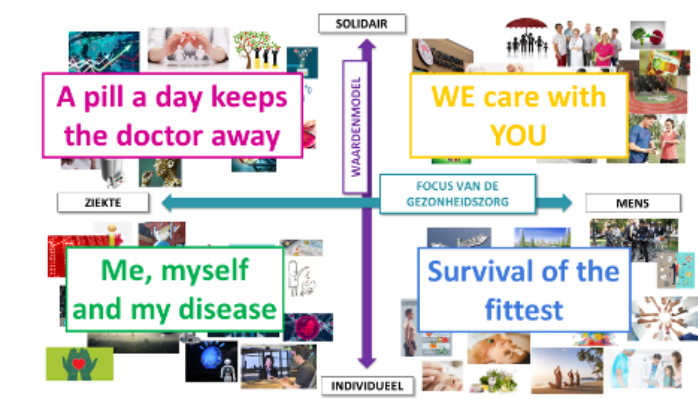 SOLIDAIR
A pill a day keeps
the doctor away
WE care with
YOU
WAARDENMODEL
FOCUS VAN DE
GEZONHEIDSZORG
ZIEKTE
MENS
Me, myself
and my disease
Survival of the
fittest
INDIVIDUEEL